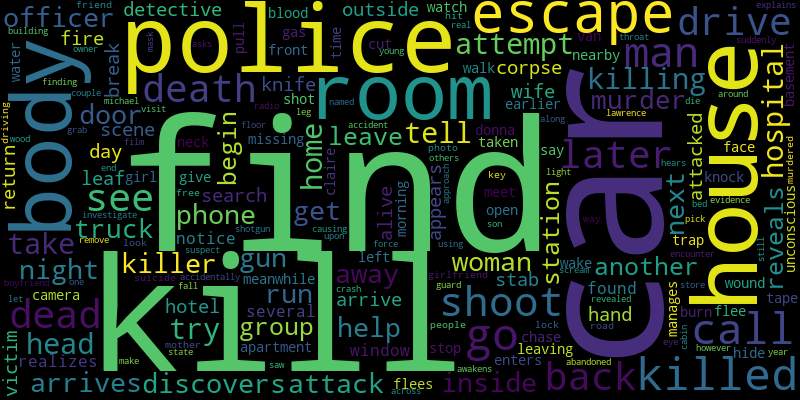 friend
officer
detective
blood
outside
watch
hit
real
explains
building
owner
fire
police
escape
drive
mask
asks
young
pull
gas
front
time
cut
van
attempt
nearby
throat
man
suddenly
water
finding
couple
break
death
knife
room
walk
corpse
killing
basement
body
michael
visit
radio
shot
leg
named
wife
earlier
murder
die
around
door
accident
along
lawrence
driving
wood
grab
scene
film
missing
floor
begin
home
leave
tell
donna
taken
say
later
house
attacked
face
hospital
day
end
neck
claire
photo
others
hears
knock
return
leaf
girl
give
search
find
alive
morning
appears
approach
key
meet
light
bed
evidence
murdered
unconscious
see
free
open
son
next
pick
investigate
truck
phone
get
station
way
trap
reveals
take
remove
look
notice
shotgun
causing
upon
force
using
car
encounter
still
killer
suspect
gun
left
away
woman
wake
another
night
suicide
fall
accidentally
meanwhile
girlfriend
stab
scream
found
revealed
wound
tape
boyfriend
one
camera
hotel
run
crash
guard
arrive
shoot
manages
store
burn
flee
let
dead
try
several
group
help
people
go
hand
call
road
chase
lock
cabin
however
year
victim
head
state
mother
apartment
window
stop
leaving
eye
hide
realizes
make
kill
saw
awakens
enters
abandoned
back
killed
arrives
discovers
attack
flees
across
inside